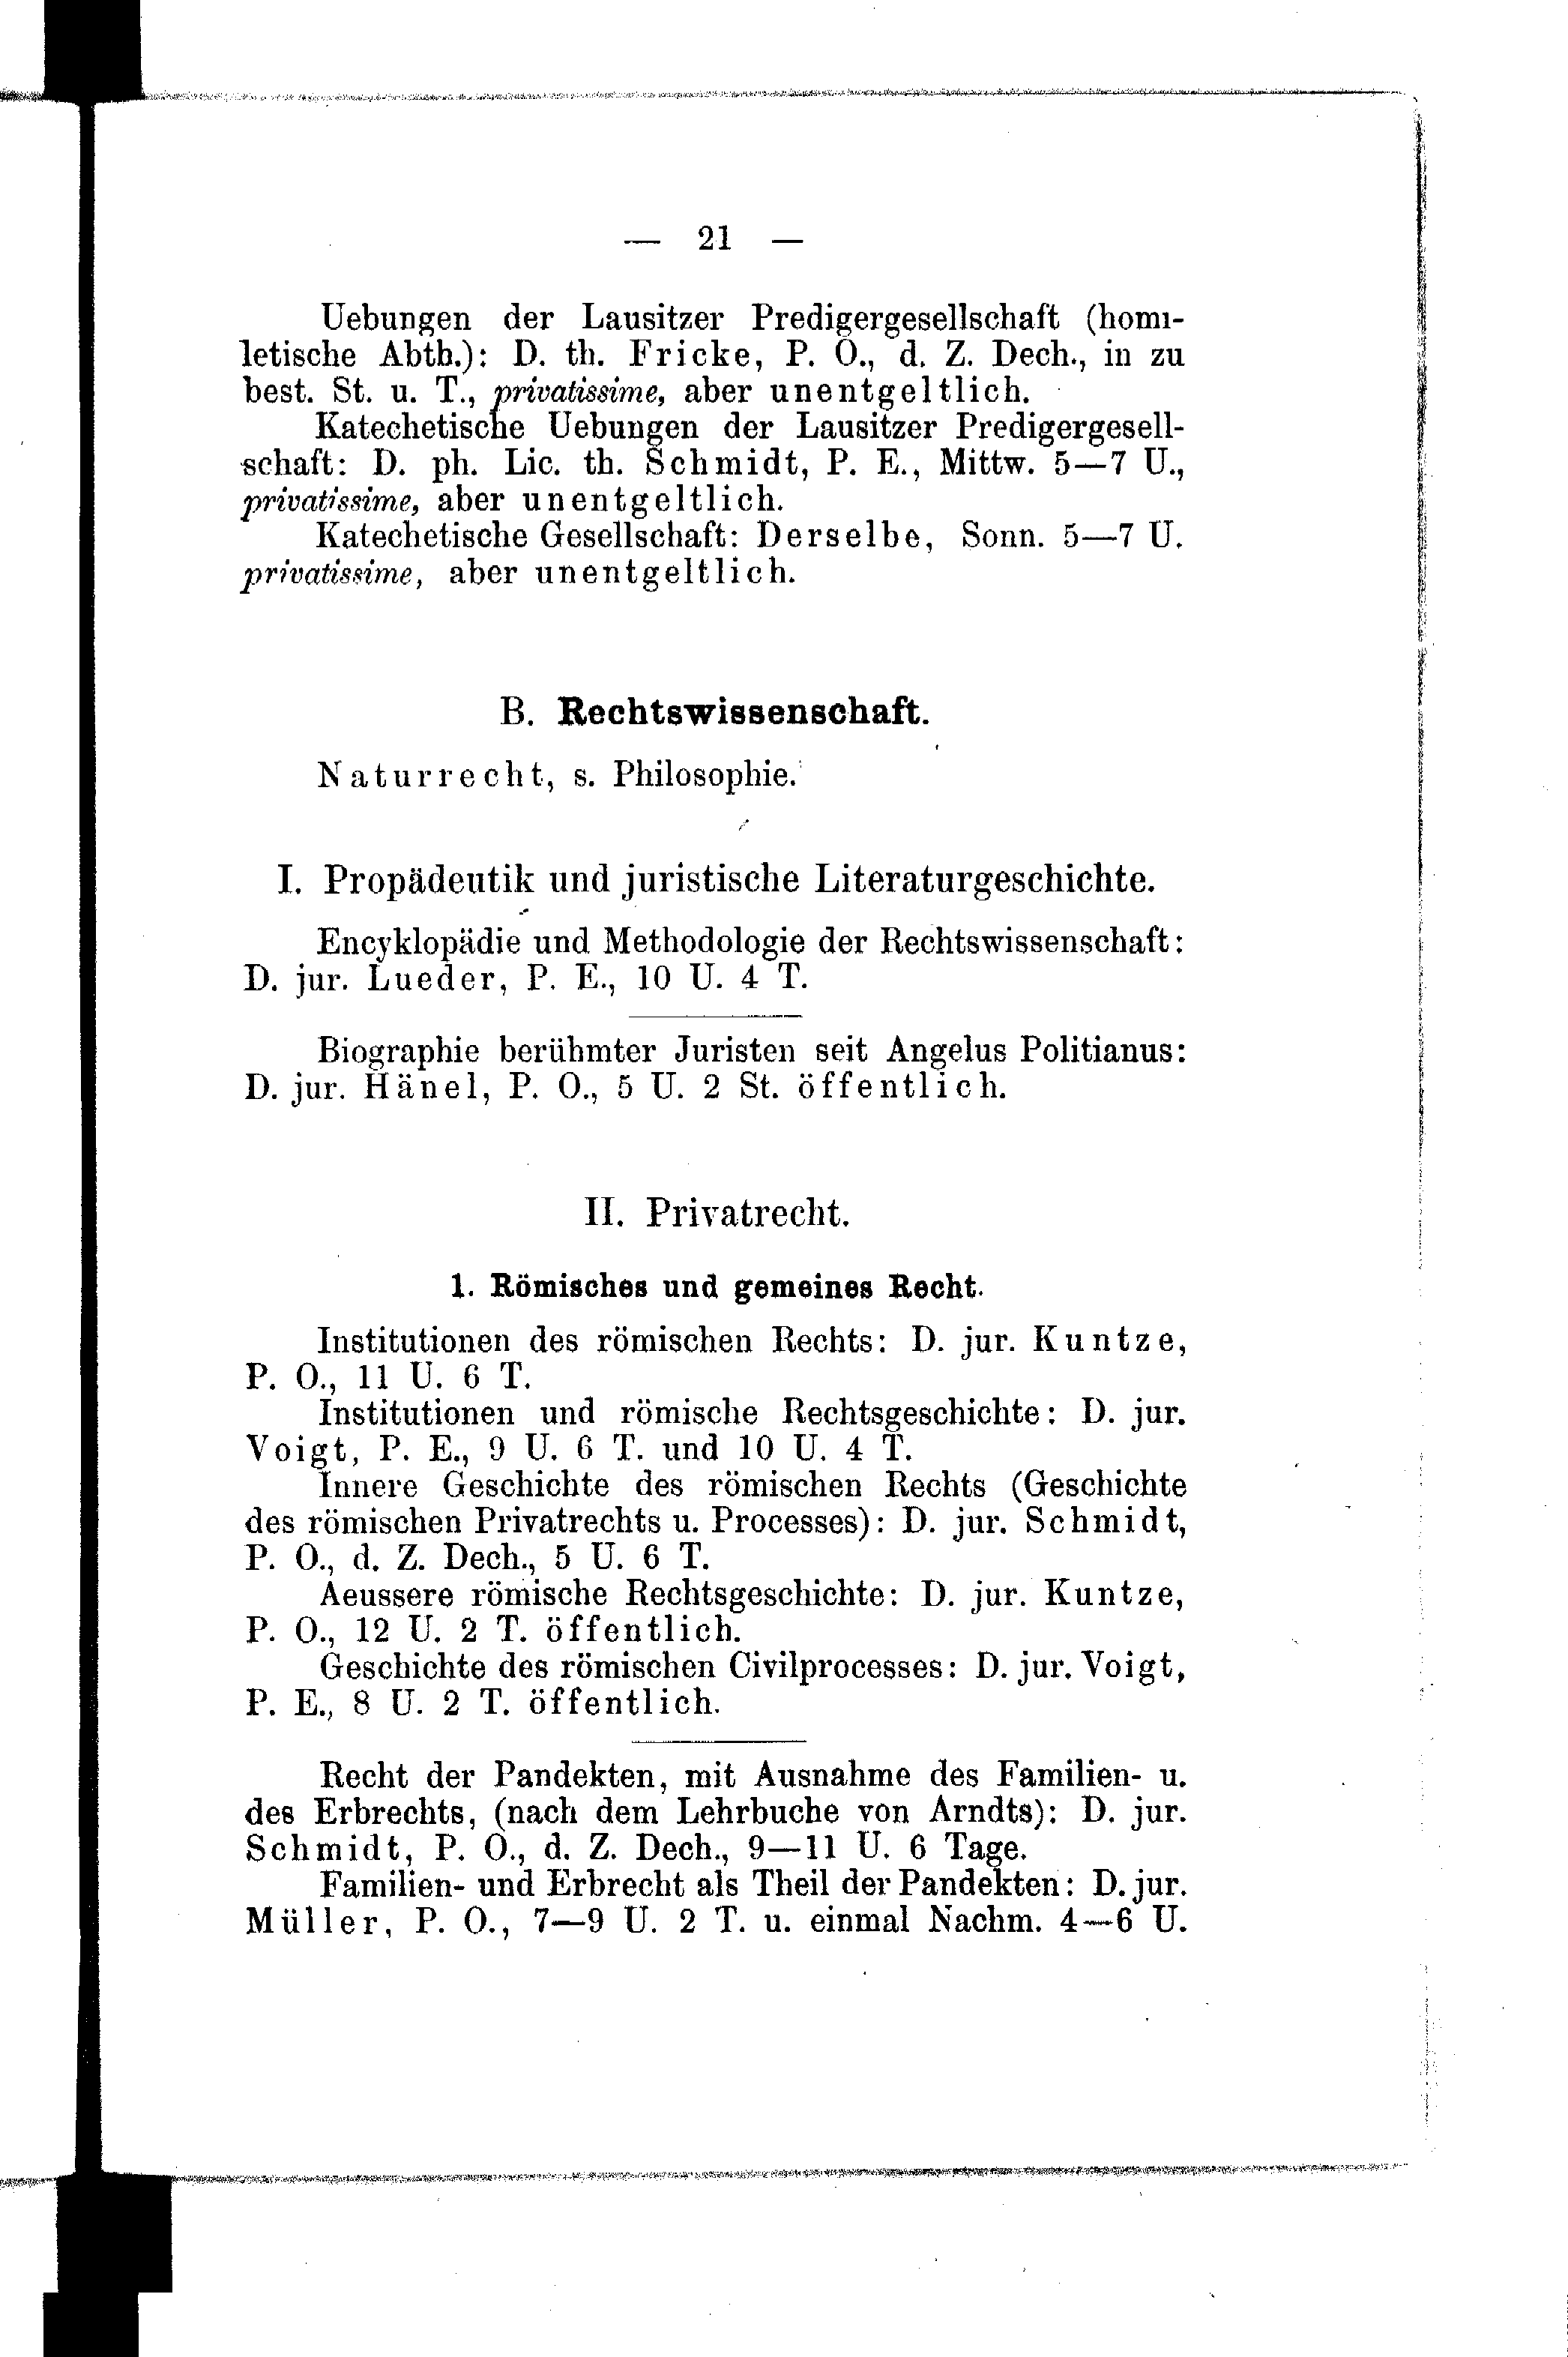 — 21 —
Uebungen der Lausitzer Predigergesellschaft (homi-
letische Abth.): D. th. Fricke, P. O., d. Z. Dech., in zu
best. St. u. T., privatissime, aber unentgeltlich.
Katechetische Uebungen der Lausitzer Predigergesell-
schaft: D. ph. Lic. th. Schmidt, P. E., Mittw. 5—7 U.,
privatissime, aber unentgeltlich.
Katechetische Gesellschaft: Derselbe, Sonn. 5—7 U.
privatissime, aber unentgeltlich.
B. Rechtswissenschaft.
Naturrecht, s. Philosophie.
I. Propädeutik und juristische Literaturgeschichte.
Encyklopädie und Methodologie der Rechtswissenschaft:
D. jur. Lueder, P. E., 10 U. 4 T.
Biographie berühmter Juristen seit Angelus Politianus:
D. jur. Hänel, P. O., 5 U. 2 St. öffentlich.
II. Privatrecht.
1. Römisches und gemeines Recht.
Institutionen des römischen Rechts: D. jur. Kuntze,
P. O., 11 U. 6 T.
Institutionen und römische Rechtsgeschichte: D. jur.
Voigt, P. E., 9 U. 6 T. und 10 U. 4 T.
Innere Geschichte des römischen Rechts (Geschichte
des römischen Privatrechts u. Processes): D. jur. Schmidt,
P. O., d. Z. Dech., 5 U. 6 T.
Aeussere römische Rechtsgeschichte: D. jur. Kuntze,
P. O., 12 U. 2 T. öffentlich.
Geschichte des römischen Civilprocesses: D. jur. Voigt,
P. E., 8 U. 2 T. öffentlich.
Recht der Pandekten, mit Ausnahme des Familien- u.
des Erbrechts, (nach dem Lehrbuche von Arndts): D. jur.
Schmidt, P. O., d. Z. Dech., 9—11 U. 6 Tage.
Familien- und Erbrecht als Theil der Pandekten: D. jur.
Müller, P. O., 7—9 U. 2 T. u. einmal Nachm. 4—6 U.